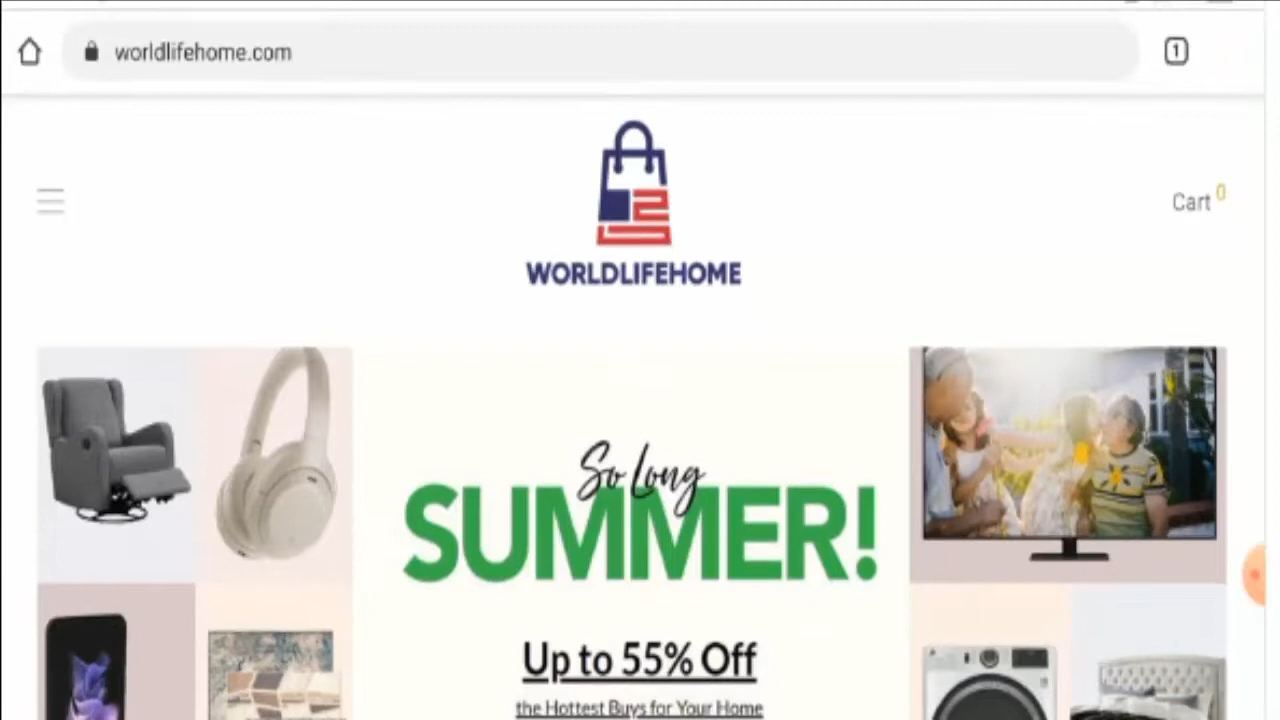 worldlifehome.com
1
Cart 0
WORLDLIFEHOME
So Long
SUMMER!
Up to 55% Off
the Hottest Buys for Your Home